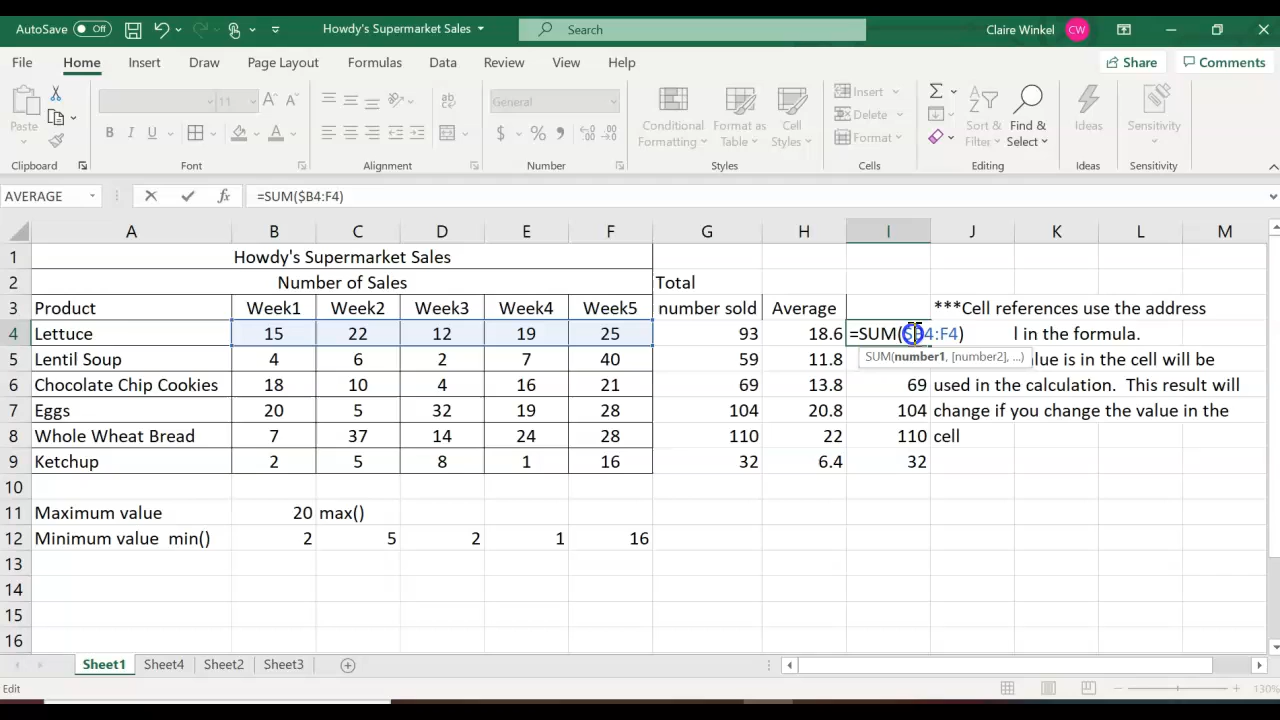 AutoSave Off Howdy's Supermarket Sales Search Claire Winkel CW
File Home Insert Draw Page Layout Formulas Data Review View Help Share Comments
Paste 11 A A ab General Insert Delete Format
B I U A $ % Conditional Formatting Format as Table Cell Styles Sort & Filter Find & Select Ideas Sensitivity
Clipboard Font Alignment Number Styles Cells Editing Ideas Sensitivity
AVERAGE fx =SUM($B4:F4)
A B C D E F G H I J K L M
1 Howdy's Supermarket Sales
2 Number of Sales Total
3 Product Week1 Week2 Week3 Week4 Week5 number sold Average ***Cell references use the address
4 Lettuce 15 22 12 19 25 93 18.6 =SUM($B4:F4) l in the formula.
5 Lentil Soup 4 6 2 7 40 59 11.8 SUM(number1, [number2], ...) alue is in the cell will be
6 Chocolate Chip Cookies 18 10 4 16 21 69 13.8 69 used in the calculation. This result will
7 Eggs 20 5 32 19 28 104 20.8 104 change if you change the value in the
8 Whole Wheat Bread 7 37 14 24 28 110 22 110 cell
9 Ketchup 2 5 8 1 16 32 6.4 32
10
11 Maximum value 20 max()
12 Minimum value min() 2 5 2 1 16
13
14
15
16
Sheet1 Sheet4 Sheet2 Sheet3
Edit 130%